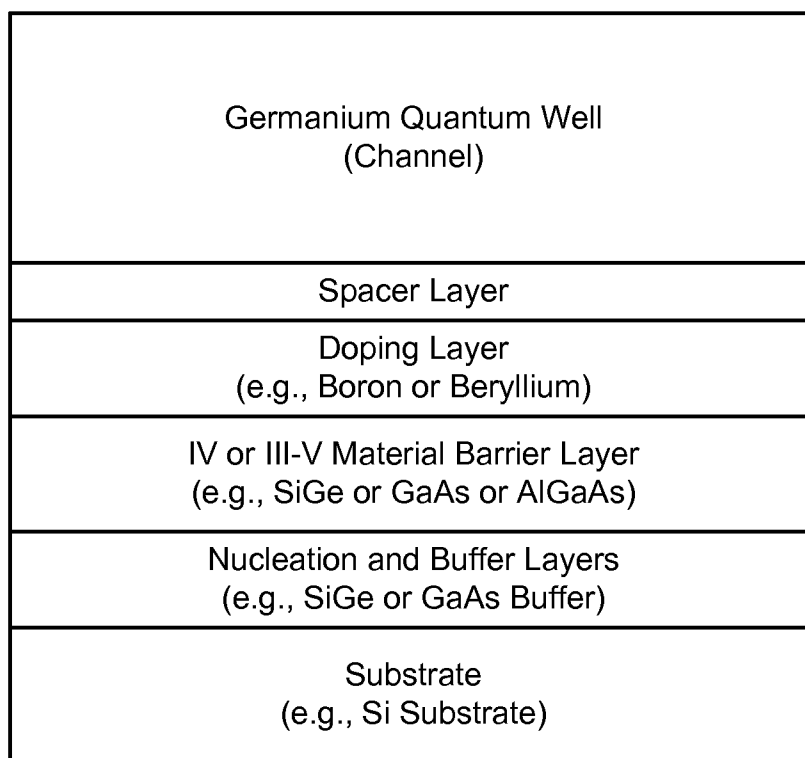 Germanium Quantum Well
(Channel)
Spacer Layer
Doping Layer
(e.g., Boron or Beryllium)
IV or III-V Material Barrier Layer
(e.g., SiGe or GaAs or AlGaAs)
Nucleation and Buffer Layers
(e.g., SiGe or GaAs Buffer)
Substrate
(e.g., Si Substrate)